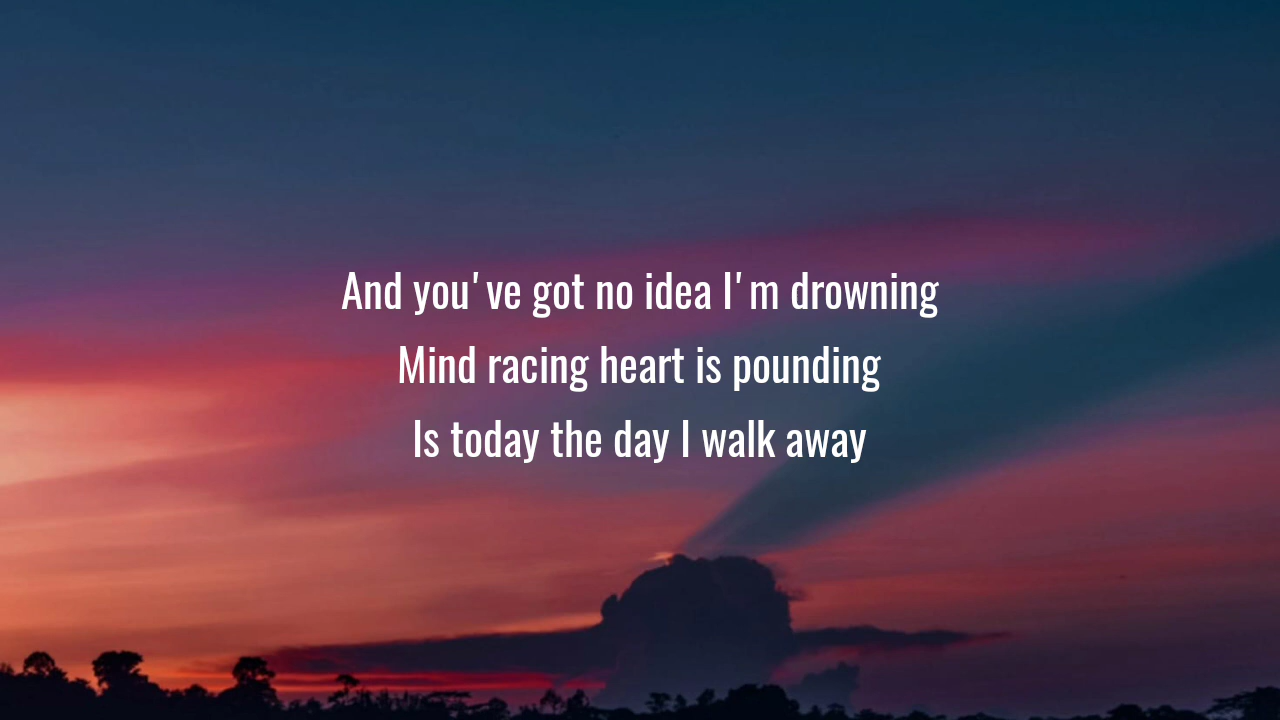 And you've got no idea I'm drowning
Mind racing heart is pounding
Is today the day I walk away